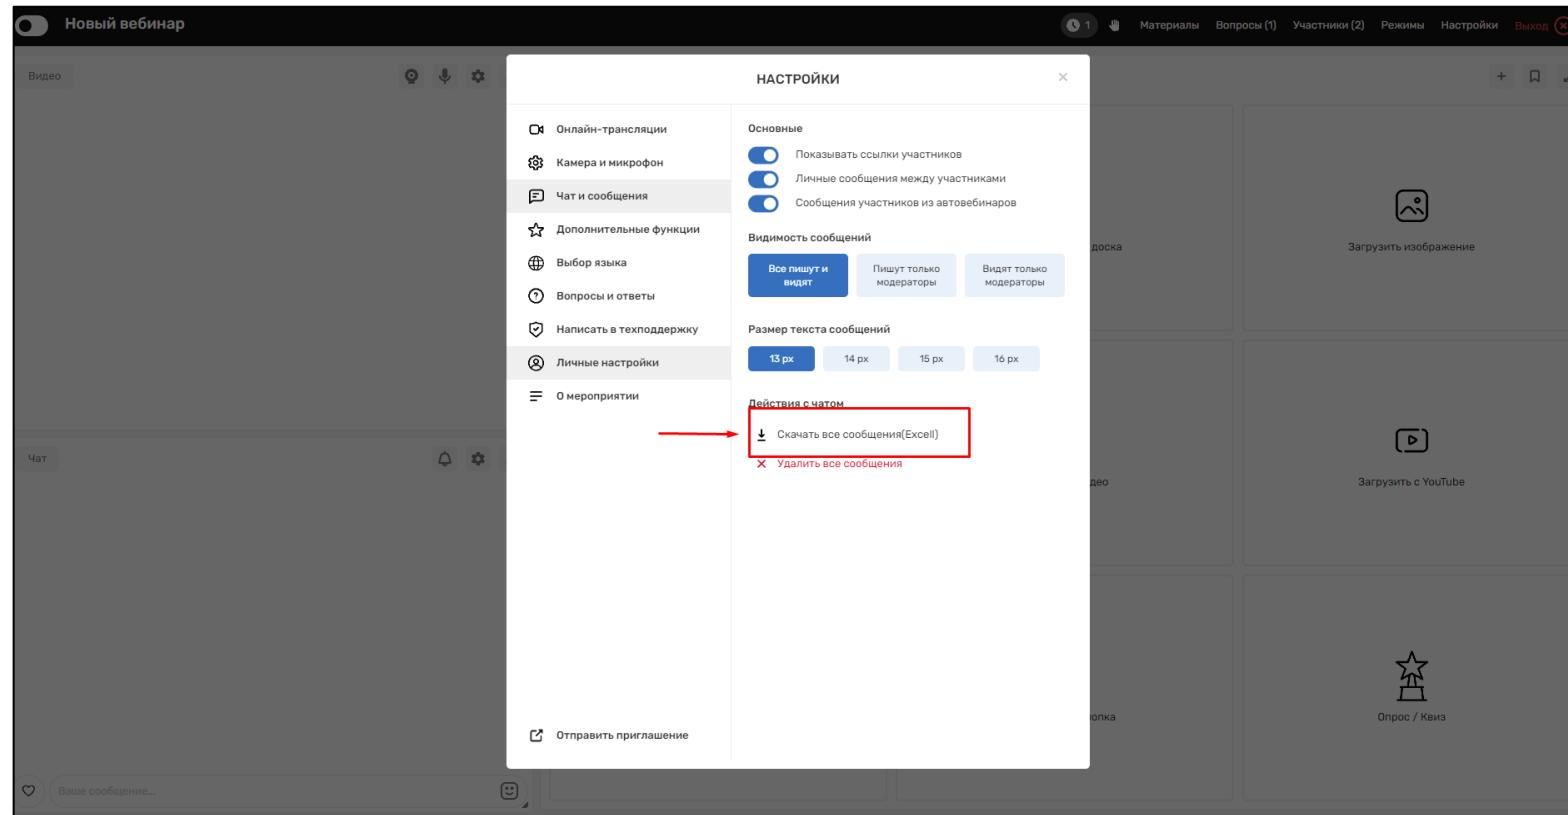 Новый вебинар
1
Материалы
Вопросы (1)
Участники (2)
Режимы
Настройки
Выход
Видео
НАСТРОЙКИ
Онлайн-трансляции
Камера и микрофон
Чат и сообщения
Дополнительные функции
Выбор языка
Вопросы и ответы
Написать в техподдержку
Личные настройки
О мероприятии
Отправить приглашение
Основные
Показывать ссылки участников
Личные сообщения между участниками
Сообщения участников из автовебинаров
Видимость сообщений
Все пишут и
видят
Пишут только
модераторы
Видят только
модераторы
Размер текста сообщений
13 px
14 px
15 px
16 px
Действия с чатом
Скачать все сообщения(Excell)
Удалить все сообщения
доска
Загрузить изображение
део
Загрузить с YouTube
опка
Опрос / Квиз
Чат
Ваше сообщение...